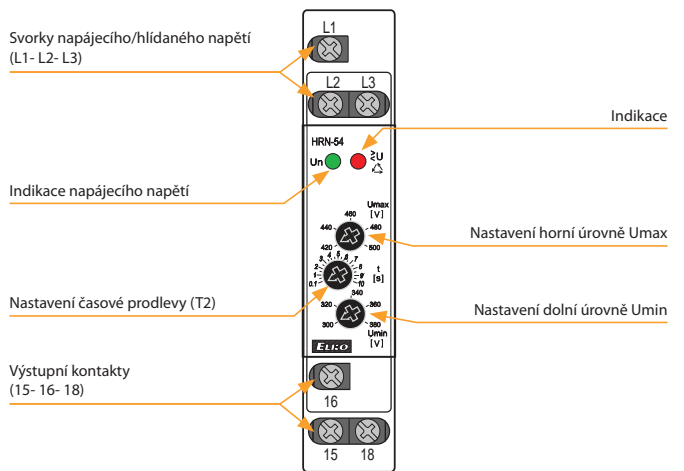 Svorky napájecího/hlídaného napětí
(L1- L2- L3)
L1
L2 L3
Indikace
HRN-54
Un
≷U
Indikace napájecího napětí
Umax
[V]
460
440 480
420 500
Nastavení horní úrovně Umax
0.1 1 2 3 4 5 6 7 8 9 10
t
[s]
Nastavení časové prodlevy (T2)
340
320 360
300 380
Umin
[V]
Nastavení dolní úrovně Umin
ELKO
Výstupní kontakty
(15- 16- 18)
16
15 18